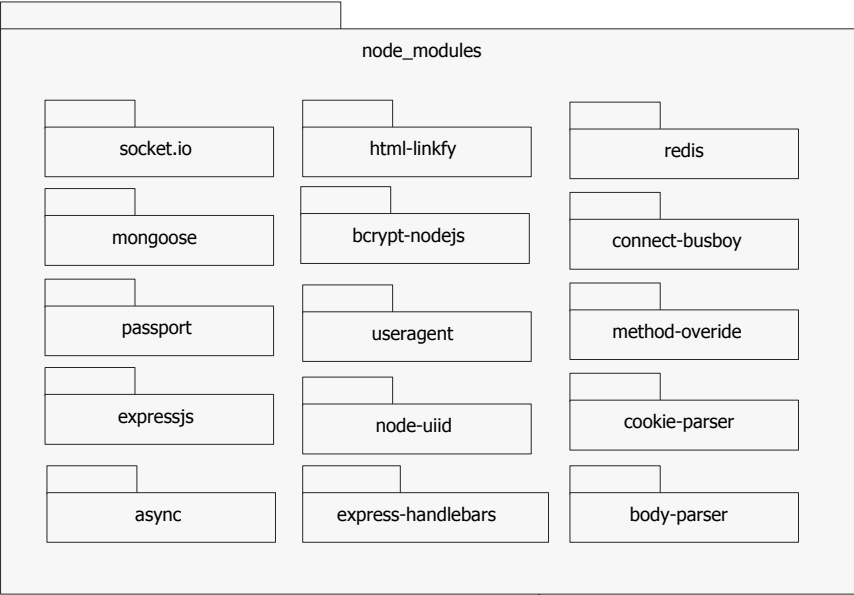 node_modules
socket.io
html-linkfy
redis
mongoose
bcrypt-nodejs
connect-busboy
passport
useragent
method-overide
expressjs
node-uiid
cookie-parser
async
express-handlebars
body-parser